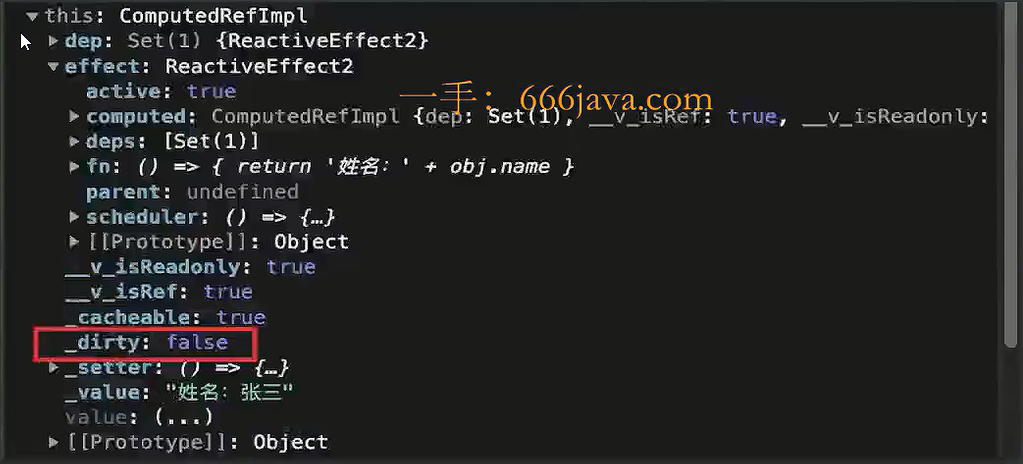 ▼this: ComputedRefImpl
▶dep: Set(1) {ReactiveEffect2}
▼effect: ReactiveEffect2
active: true
一手：666java.com
▶computed: ComputedRefImpl {dep: Set(1), __v_isRef: true, __v_isReadonly:
▶deps: [Set(1)]
▶fn: () => { return '姓名：' + obj.name }
parent: undefined
▶scheduler: () => {…}
▶[[Prototype]]: Object
__v_isReadonly: true
__v_isRef: true
_cacheable: true
_dirty: false
▶_setter: () => {…}
_value: "姓名：张三"
value: (...)
▶[[Prototype]]: Object